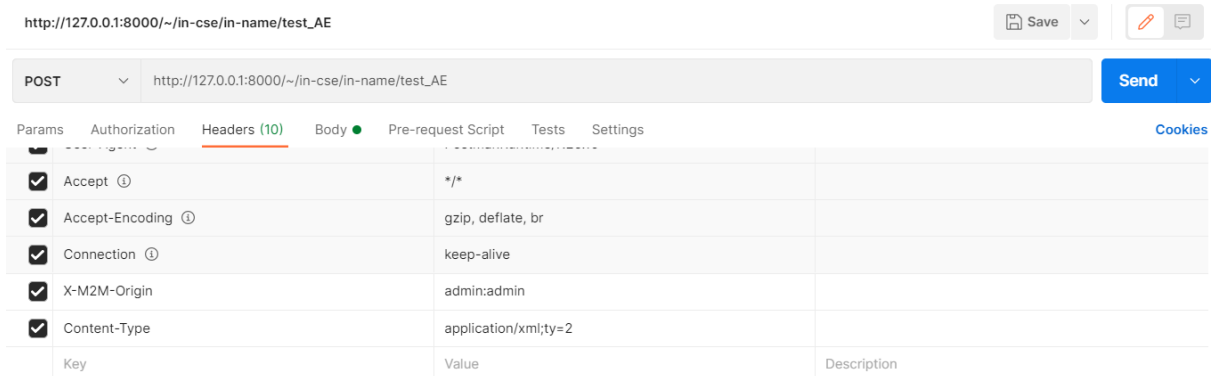 http://127.0.0.1:8000/~/in-cse/in-name/test_AE
Save
POST http://127.0.0.1:8000/~/in-cse/in-name/test_AE Send
Params Authorization Headers (10) Body Pre-request Script Tests Settings Cookies
Accept */*
Accept-Encoding gzip, deflate, br
Connection keep-alive
X-M2M-Origin admin:admin
Content-Type application/xml;ty=2
Key Value Description